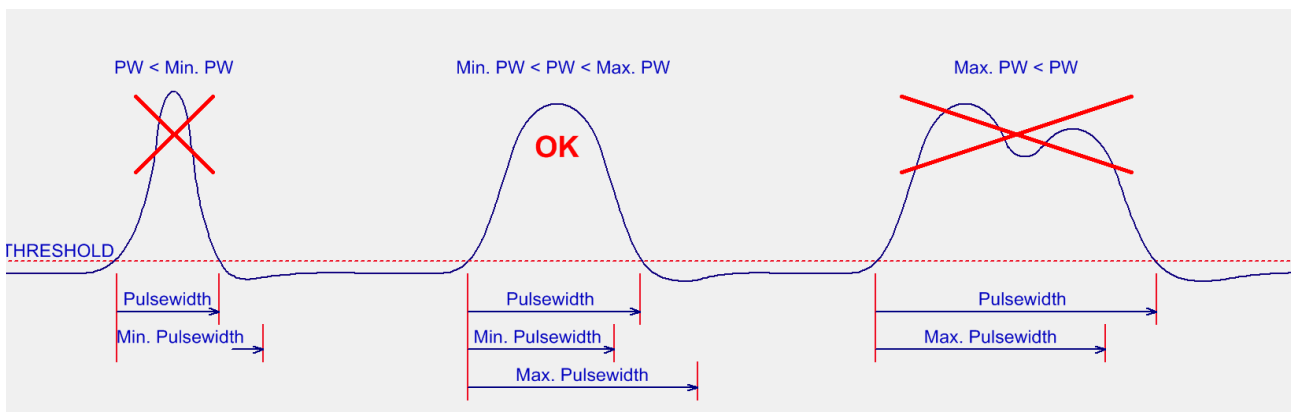 PW < Min. PW
Min. PW < PW < Max. PW
Max. PW < PW
OK
THRESHOLD
Pulsewidth
Pulsewidth
Pulsewidth
Min. Pulsewidth
Min. Pulsewidth
Max. Pulsewidth
Max. Pulsewidth